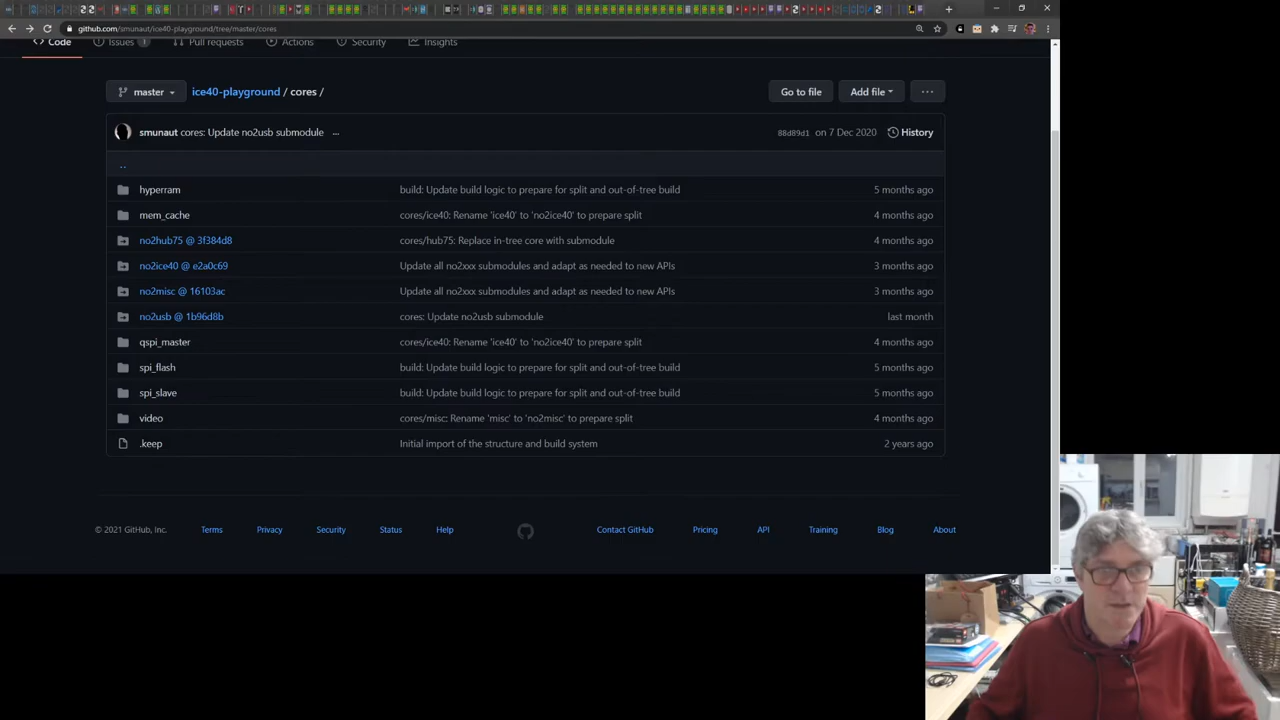 github.com/smunaut/ice40-playground/tree/master/cores
Code
Issues 1
Pull requests
Actions
Security
Insights
master
ice40-playground / cores /
Go to file
Add file
...
smunaut cores: Update no2usb submodule ...
88d89d1 on 7 Dec 2020
History
..
hyperram build: Update build logic to prepare for split and out-of-tree build 5 months ago
mem_cache cores/ice40: Rename 'ice40' to 'no2ice40' to prepare split 4 months ago
no2hub75 @ 3f384d8 cores/hub75: Replace in-tree core with submodule 4 months ago
no2ice40 @ e2a0c69 Update all no2xxx submodules and adapt as needed to new APIs 3 months ago
no2misc @ 16103ac Update all no2xxx submodules and adapt as needed to new APIs 3 months ago
no2usb @ 1b96d8b cores: Update no2usb submodule last month
qspi_master cores/ice40: Rename 'ice40' to 'no2ice40' to prepare split 4 months ago
spi_flash build: Update build logic to prepare for split and out-of-tree build 5 months ago
spi_slave build: Update build logic to prepare for split and out-of-tree build 5 months ago
video cores/misc: Rename 'misc' to 'no2misc' to prepare split 4 months ago
.keep Initial import of the structure and build system 2 years ago
© 2021 GitHub, Inc. Terms Privacy Security Status Help Contact GitHub Pricing API Training Blog About